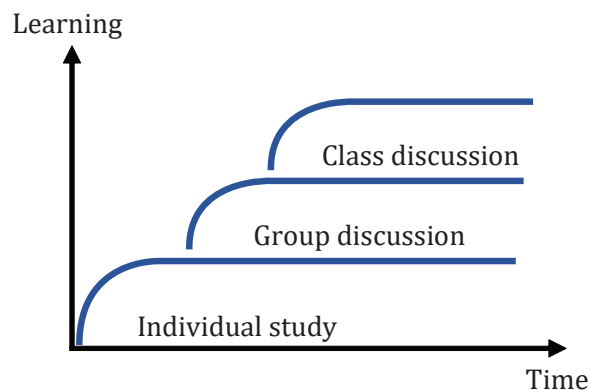 Learning
Class discussion
Group discussion
Individual study
Time